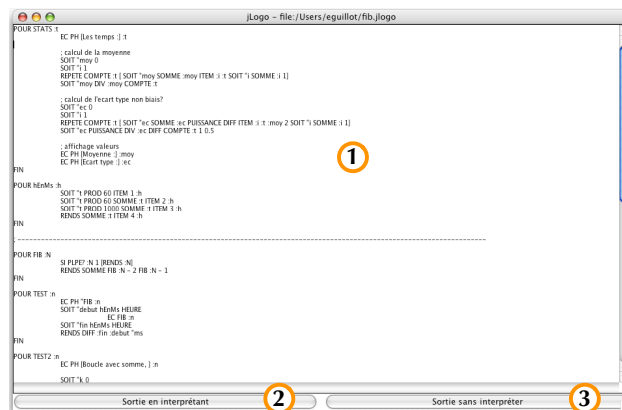 jLogo – file:/Users/eguillot/fib.jlogo
POUR STATS :t
EC PH [Les temps :] :t
; calcul de la moyenne
SOIT "moy 0
SOIT "i 1
REPETE COMPTE :t [ SOIT "moy SOMME :moy ITEM :i :t SOIT "i SOMME :i 1]
SOIT "moy DIV :moy COMPTE :t
; calcul de l'ecart type non biais?
SOIT "ec 0
SOIT "i 1
REPETE COMPTE :t [ SOIT "ec SOMME :ec PUISSANCE DIFF ITEM :i :t :moy 2 SOIT "i SOMME :i 1]
SOIT "ec PUISSANCE DIV :ec DIFF COMPTE :t 1 0.5
; affichage valeurs
EC PH [Moyenne :] :moy
EC PH [Ecart type :] :ec
FIN
1
POUR hEnMs :h
SOIT "t PROD 60 ITEM 1 :h
SOIT "t PROD 60 SOMME :t ITEM 2 :h
SOIT "t PROD 1000 SOMME :t ITEM 3 :h
RENDS SOMME :t ITEM 4 :h
FIN
; ------------------------------------------------------------------------------------------------
POUR FIB :N
SI PLPE? :N 1 [RENDS :N]
RENDS SOMME FIB :N – 2 FIB :N – 1
FIN
POUR TEST :n
EC PH "FIB :n
SOIT "debut hEnMs HEURE
EC FIB :n
SOIT "fin hEnMs HEURE
RENDS DIFF :fin :debut "ms
FIN
POUR TEST2 :n
EC PH [Boucle avec somme, ] :n
SOIT "k 0
Sortie en interprétant 2
Sortie sans interpréter 3